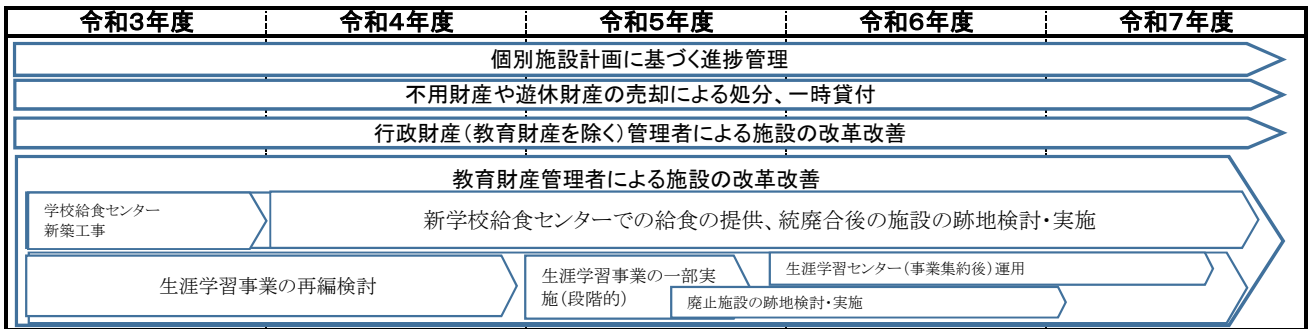 令和3年度 令和4年度 令和5年度 令和6年度 令和7年度
個別施設計画に基づく進捗管理
不用財産や遊休財産の売却による処分、一時貸付
行政財産(教育財産を除く)管理者による施設の改革改善
教育財産管理者による施設の改革改善
学校給食センター
新築工事
新学校給食センターでの給食の提供、統廃合後の施設の跡地検討・実施
生涯学習事業の再編検討
生涯学習事業の一部実
施(段階的)
生涯学習センター(事業集約後)運用
廃止施設の跡地検討・実施